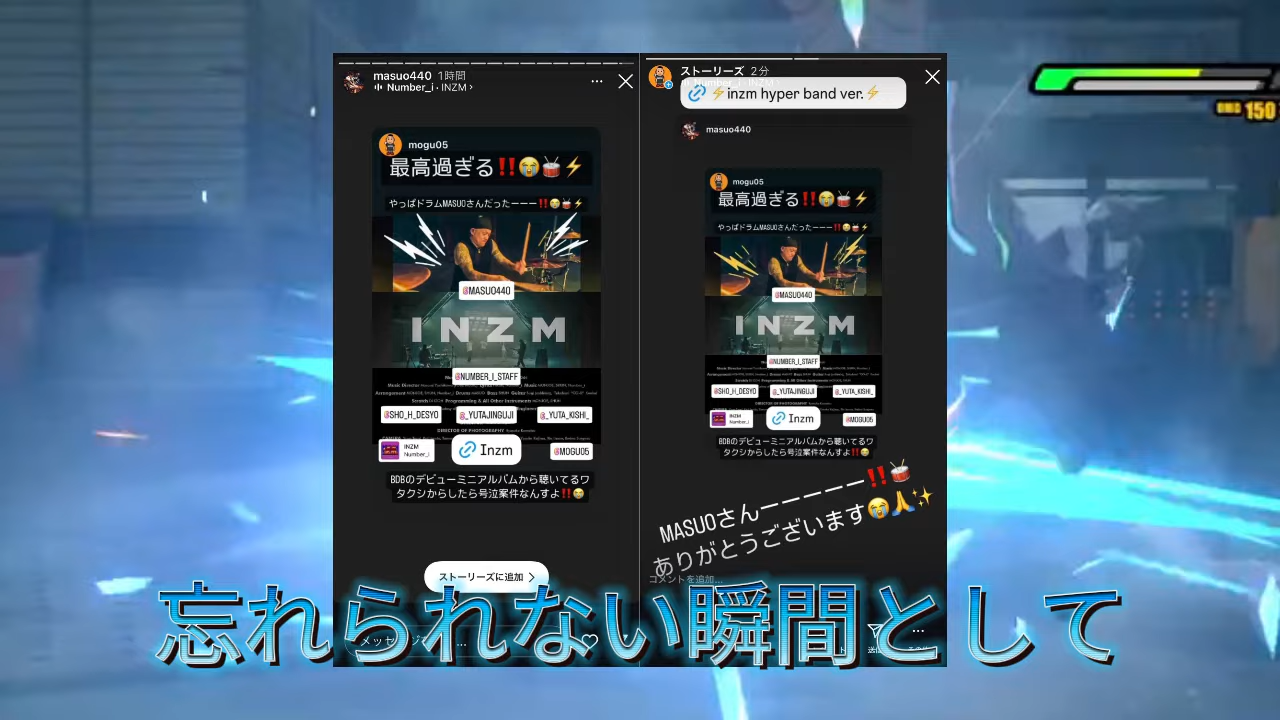 masuo440 1時間
Number_i・INZM
mogu05
最高過ぎる‼️😭🥁⚡
やっぱドラムMASUOさんだったーーー‼️😭🥁⚡
@MASUO440
INZM
@NUMBER_I_STAFF
@SHO_H_DESYO @_YUTAJINGUJI @_YUTA_KISHI_
DIRECTOR OF PHOTOGRAPHY
INZM
Number_i
Inzm
@MOGU05
BDBのデビューミニアルバムから聴いてるワ
タクシからしたら号泣案件なんすよ‼️😭
ストーリーズに追加
ストーリーズ 2分
Number_i・INZM
⚡inzm hyper band ver.⚡
masuo440
mogu05
最高過ぎる‼️😭🥁⚡
やっぱドラムMASUOさんだったーーー‼️😭🥁⚡
@MASUO440
INZM
@NUMBER_I_STAFF
@SHO_H_DESYO @_YUTAJINGUJI @_YUTA_KISHI_
INZM
Number_i
Inzm
@MOGU05
BDBのデビューミニアルバムから聴いてるワ
タクシからしたら号泣案件なんすよ‼️😭
MASUOさんーーーーー‼️🥁
ありがとうございます😭🙏✨
コメントを追加...
忘れられない瞬間として
150